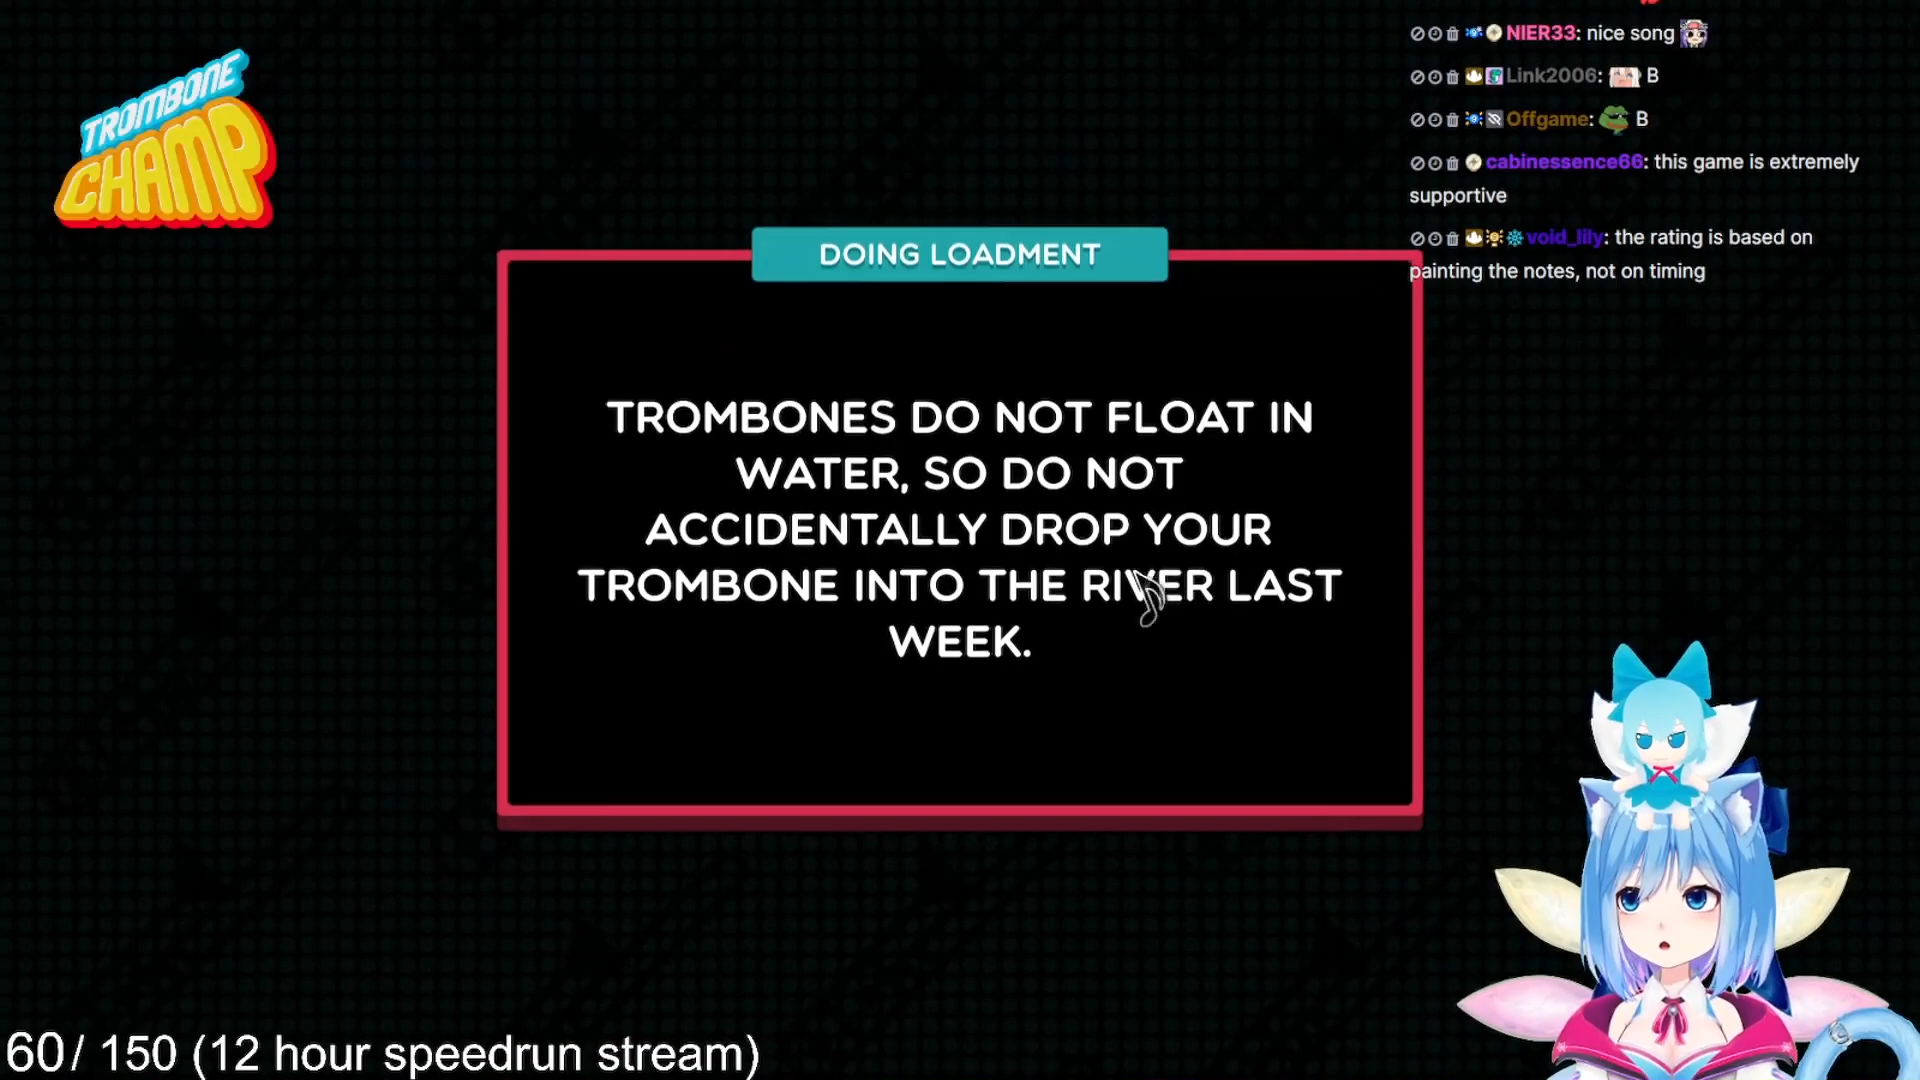 TROMBONE
CHAMP
NIER33: nice song
Link2006: B
Offgame: B
cabinessence66: this game is extremely
supportive
void_lily: the rating is based on
painting the notes, not on timing
DOING LOADMENT
TROMBONES DO NOT FLOAT IN
WATER, SO DO NOT
ACCIDENTALLY DROP YOUR
TROMBONE INTO THE RIVER LAST
WEEK.
60/ 150 (12 hour speedrun stream)